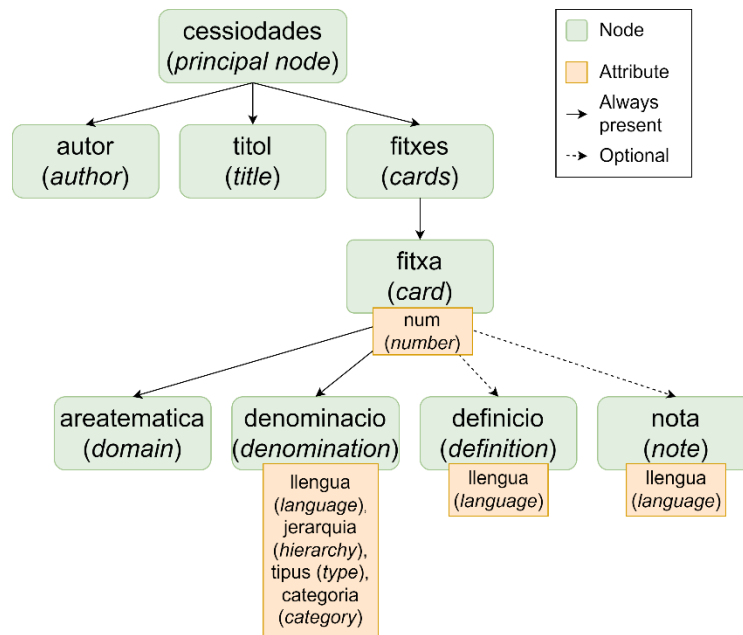 cessiodades
(principal node)
Node
Attribute
Always
present
Optional
autor
(author)
titol
(title)
fitxes
(cards)
fitxa
(card)
num
(number)
areatematica
(domain)
denominacio
(denomination)
definicio
(definition)
nota
(note)
llengua
(language),
jerarquia
(hierarchy),
tipus (type),
categoria
(category)
llengua
(language)
llengua
(language)